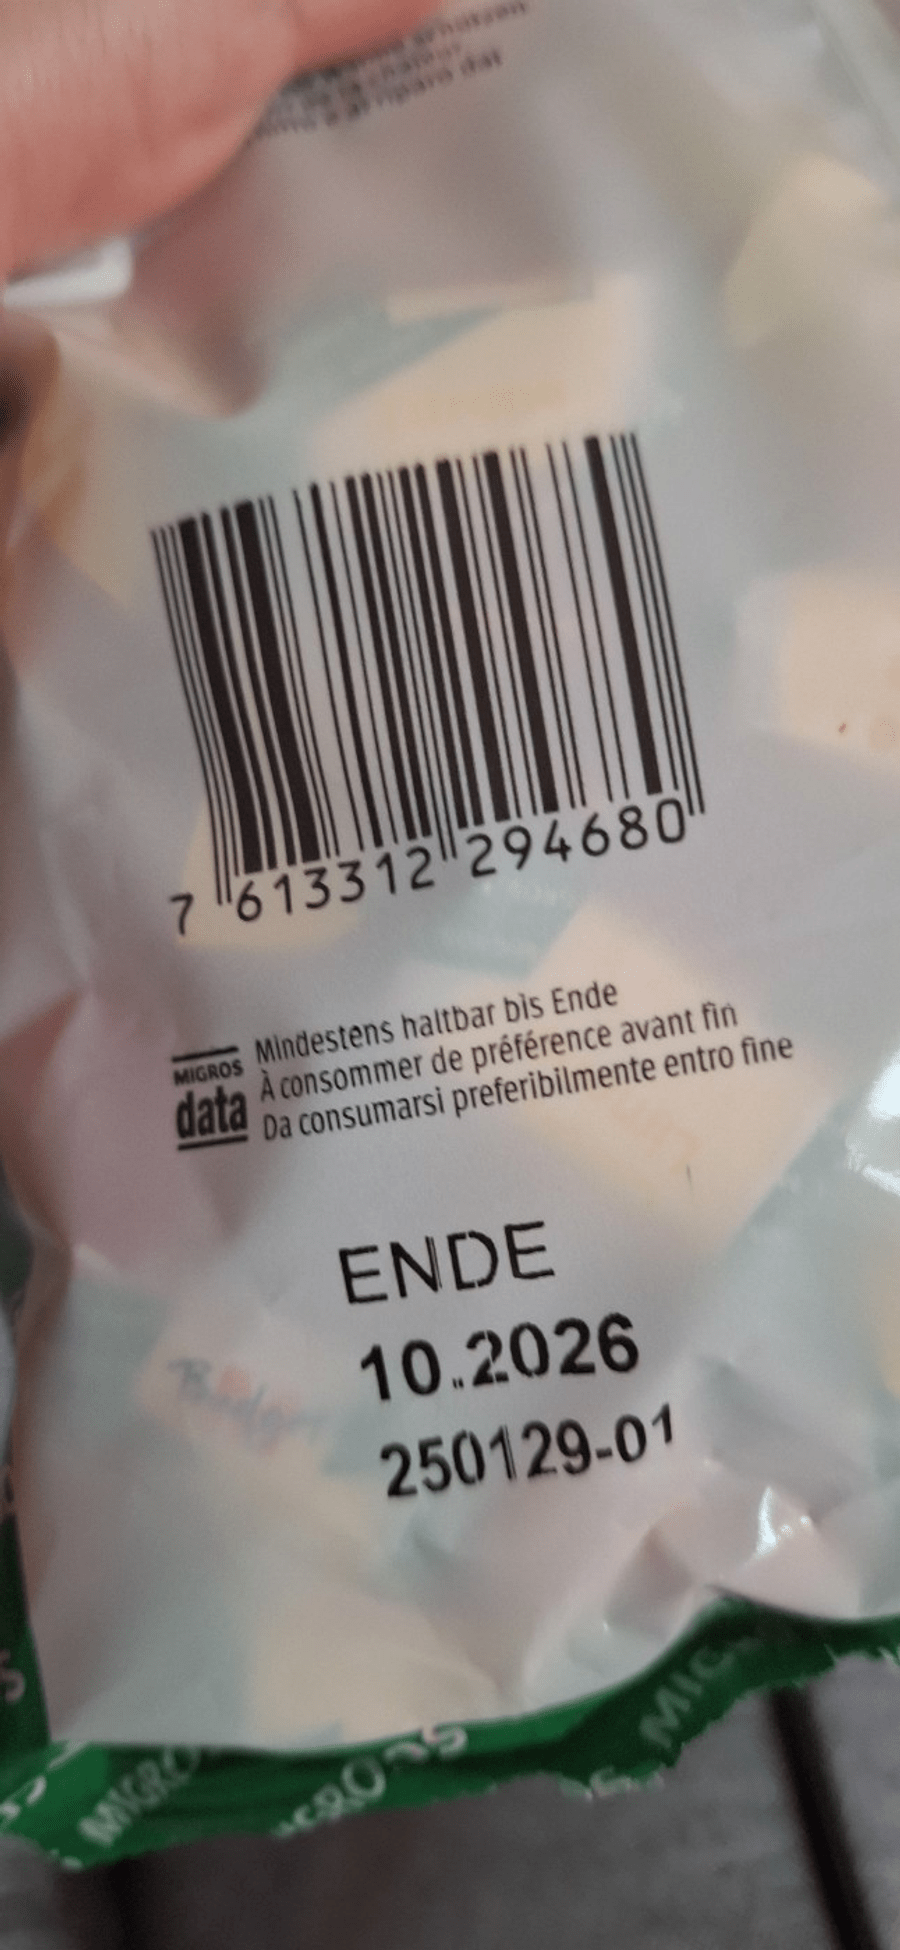 7 613312 294680
MIGROS
data
Mindestens haltbar bis Ende
À consommer de préférence avant fin
Da consumarsi preferibilmente entro fine
ENDE
10.2026
250129-01
MIGRO